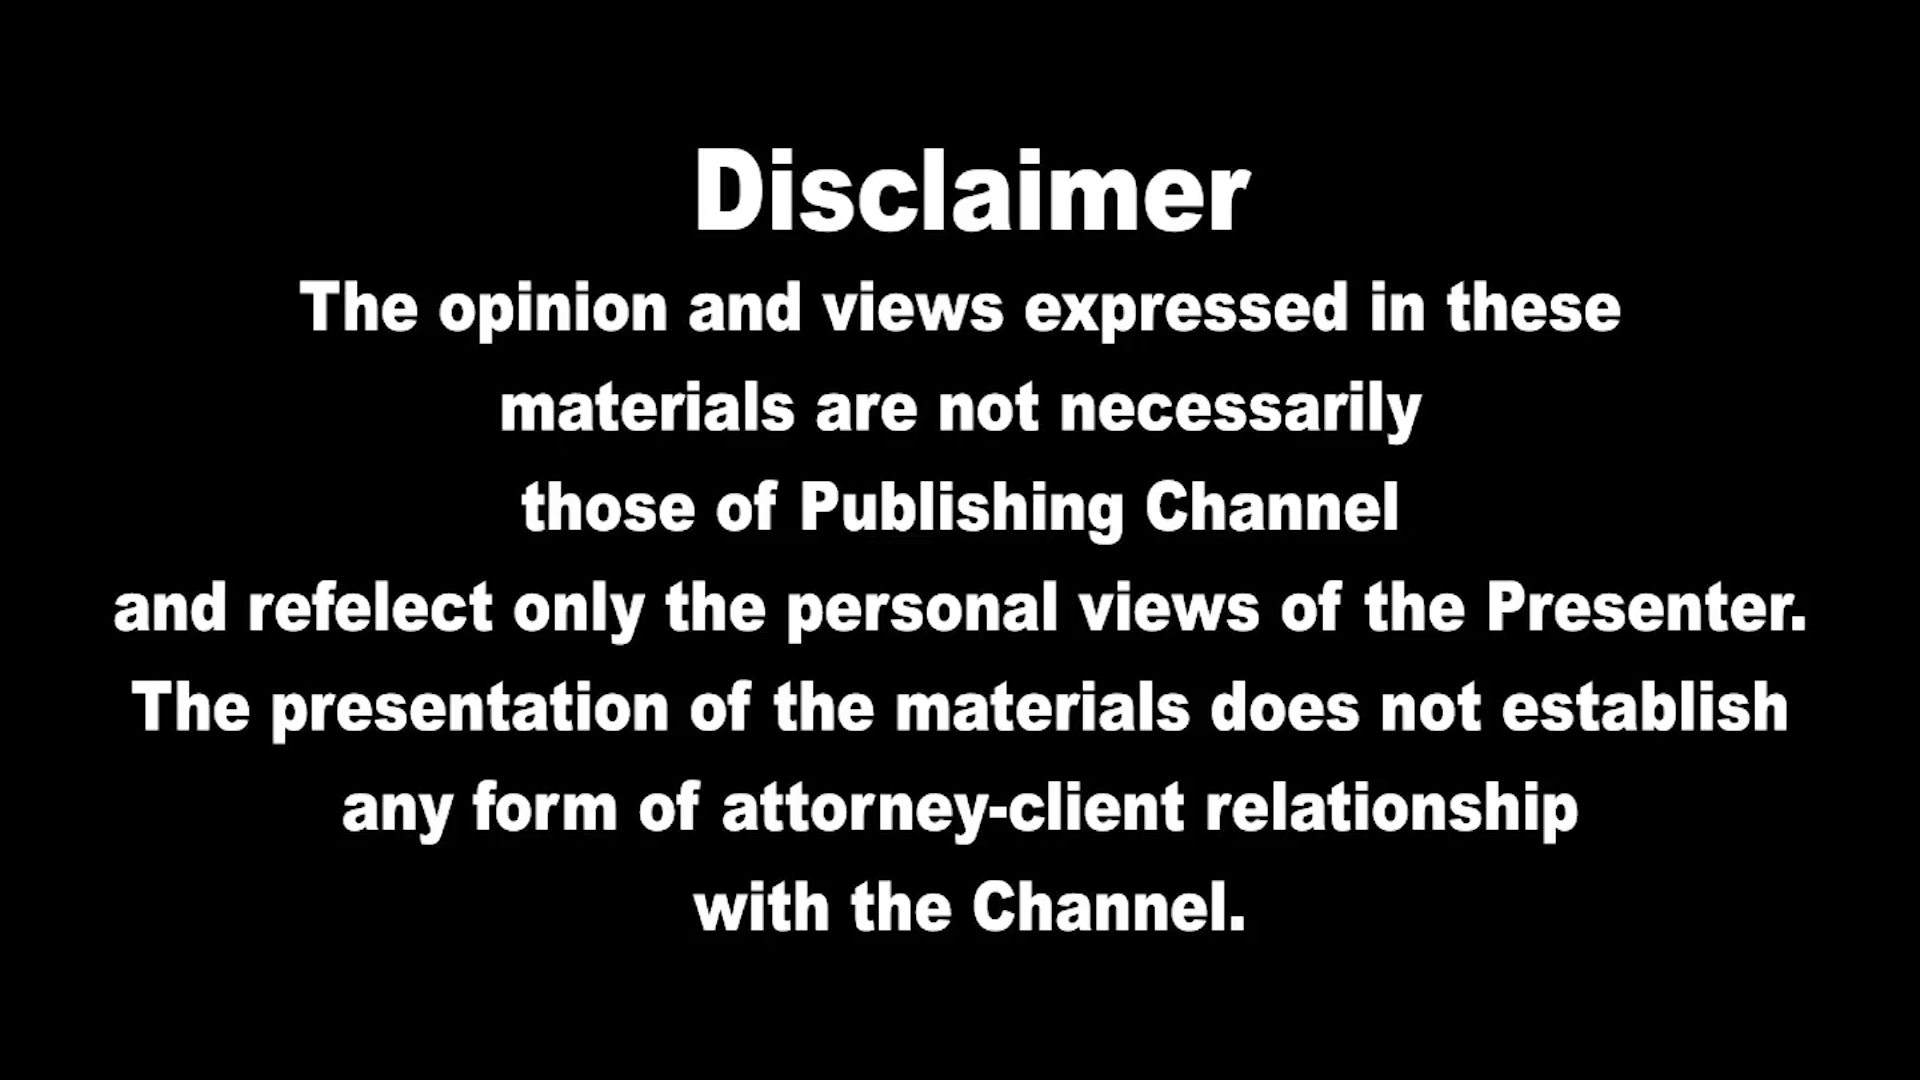 Disclaimer
The opinion and views expressed in these
materials are not necessarily
those of Publishing Channel
and refelect only the personal views of the Presenter.
The presentation of the materials does not establish
any form of attorney-client relationship
with the Channel.